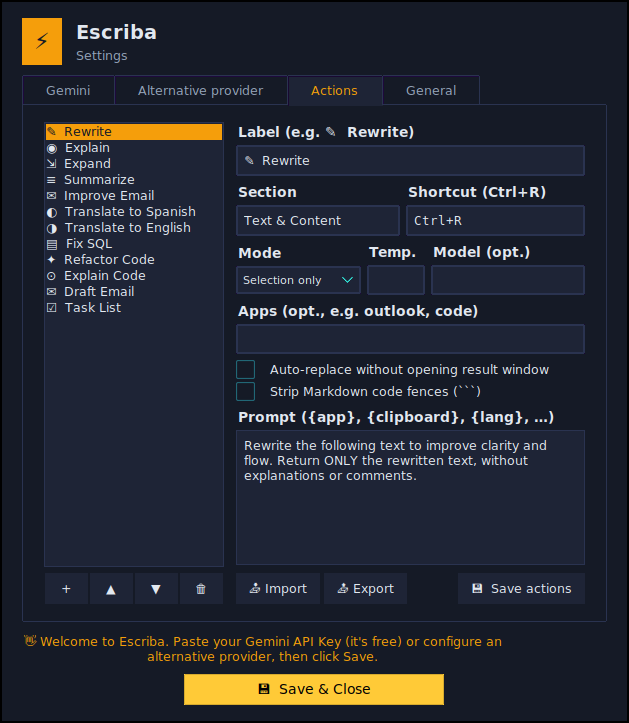 ⚡ Escriba
Settings
Gemini
Alternative provider
Actions
General
✎ Rewrite
◉ Explain
⇲ Expand
≡ Summarize
✉ Improve Email
◐ Translate to Spanish
◑ Translate to English
▤ Fix SQL
✦ Refactor Code
⊙ Explain Code
✉ Draft Email
☑ Task List
Label (e.g. ✎ Rewrite)
✎ Rewrite
Section
Shortcut (Ctrl+R)
Text & Content
Ctrl+R
Mode
Temp.
Model (opt.)
Selection only
Apps (opt., e.g. outlook, code)
Auto-replace without opening result window
Strip Markdown code fences (```)
Prompt ({app}, {clipboard}, {lang}, …)
Rewrite the following text to improve clarity and
flow. Return ONLY the rewritten text, without
explanations or comments.
+ ▲ ▼ 🗑
📥 Import
📤 Export
💾 Save actions
👋 Welcome to Escriba. Paste your Gemini API Key (it's free) or configure an
alternative provider, then click Save.
💾 Save & Close